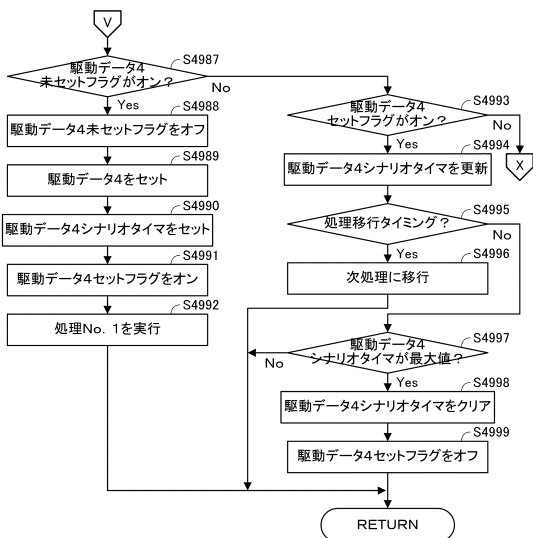 V
S4987
駆動データ4
未セットフラグがオン?
No
Yes
S4988
駆動データ4未セットフラグをオフ
S4989
駆動データ4をセット
S4990
駆動データ4シナリオタイマをセット
S4991
駆動データ4セットフラグをオン
S4992
処理No. 1を実行
S4993
駆動データ4
セットフラグがオン?
No
Yes
X
S4994
駆動データ4シナリオタイマを更新
S4995
処理移行タイミング?
No
Yes
S4996
次処理に移行
S4997
駆動データ4
シナリオタイマが最大値?
No
Yes
S4998
駆動データ4シナリオタイマをクリア
S4999
駆動データ4セットフラグをオフ
RETURN